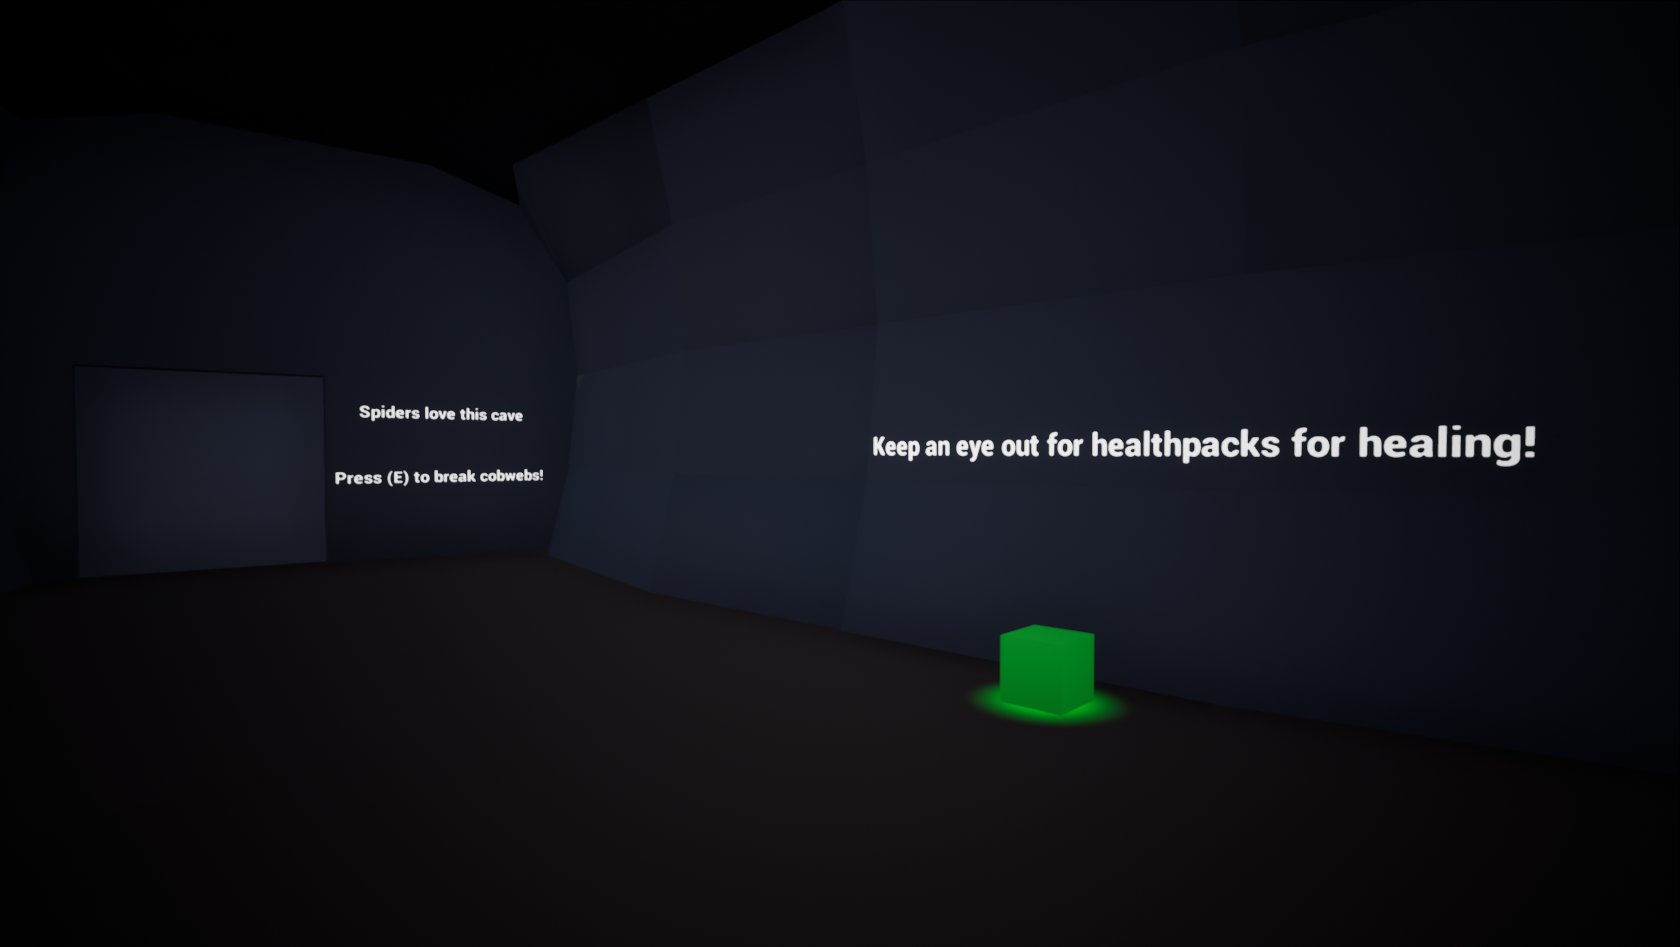 Spiders love this cave
Press (E) to break cobwebs!
Keep an eye out for healthpacks for healing!